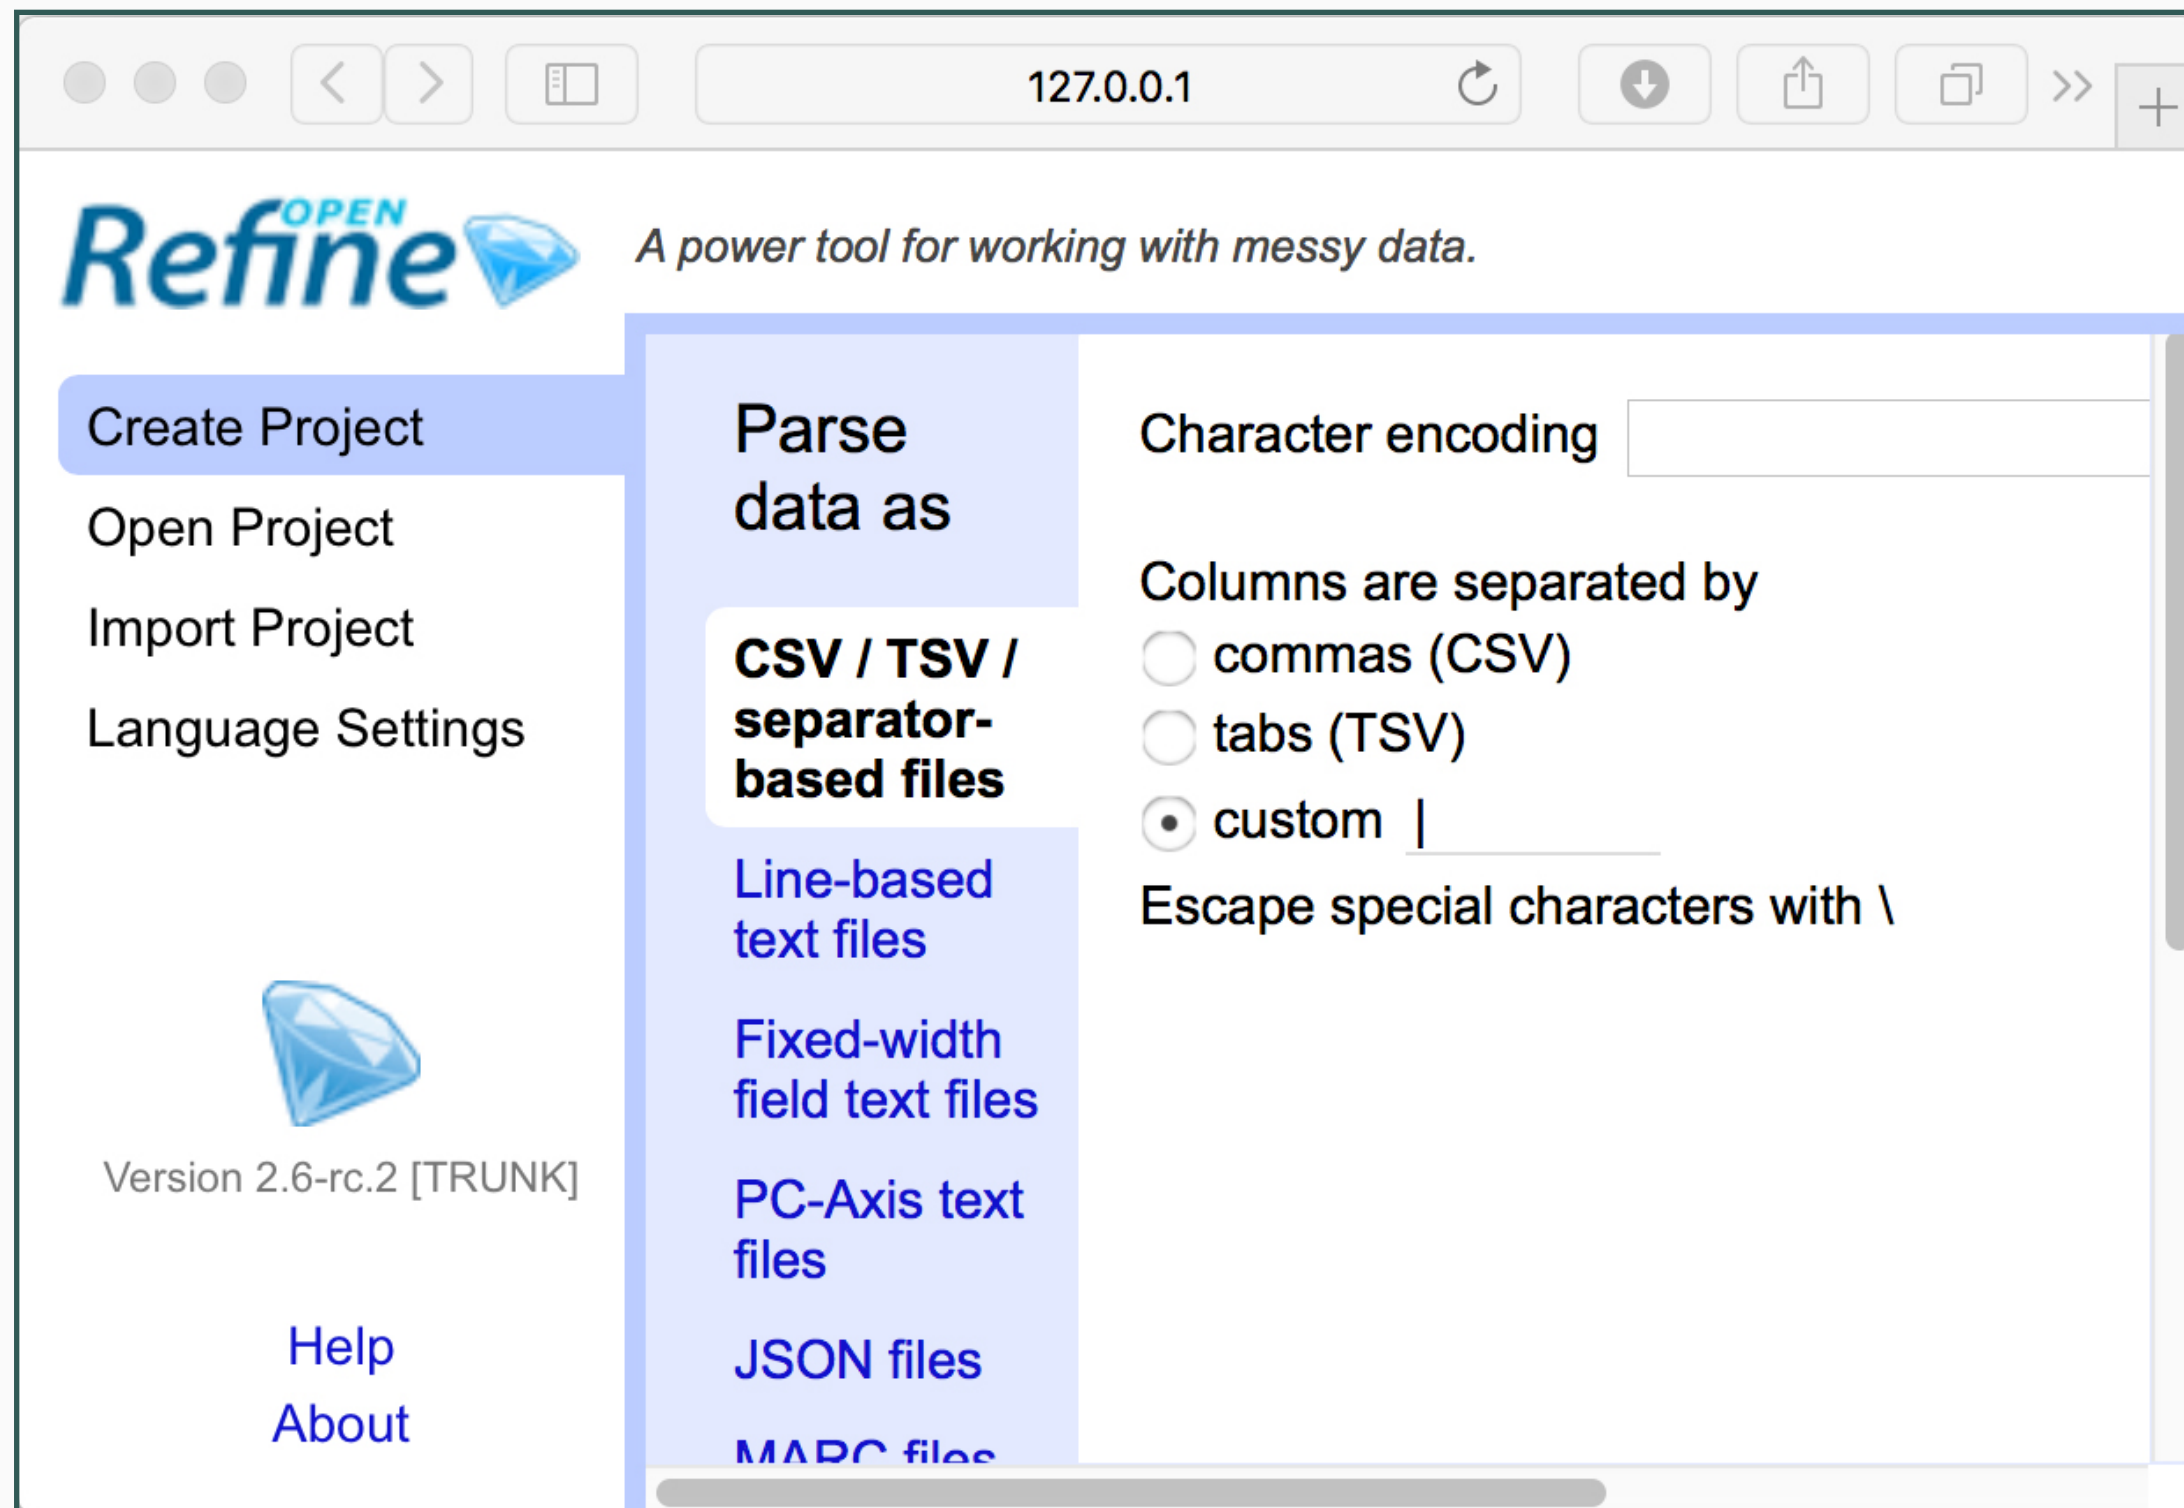 127.0.0.1
OPEN
Refine
A power tool for working with messy data.
Create Project
Open Project
Import Project
Language Settings
Version 2.6-rc.2 [TRUNK]
Help
About
Parse
data as
CSV / TSV /
separator-
based files
Line-based
text files
Fixed-width
field text files
PC-Axis text
files
JSON files
MARC files
Character encoding
Columns are separated by
commas (CSV)
tabs (TSV)
custom |
Escape special characters with \